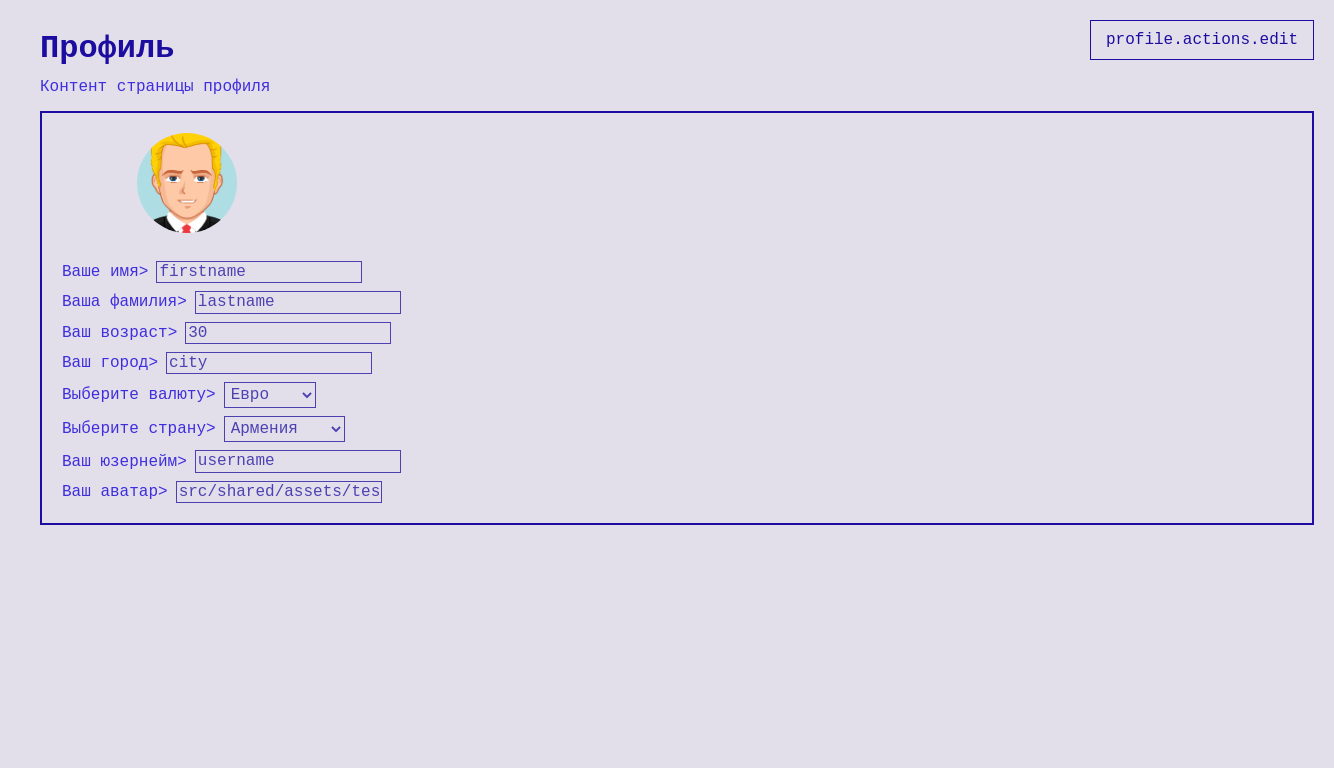 Профиль
profile.actions.edit
Контент страницы профиля
Ваше имя> firstname
Ваша фамилия> lastname
Ваш возраст> 30
Ваш город> city
Выберите валюту> Евро
Выберите страну> Армения
Ваш юзернейм> username
Ваш аватар> src/shared/assets/tes